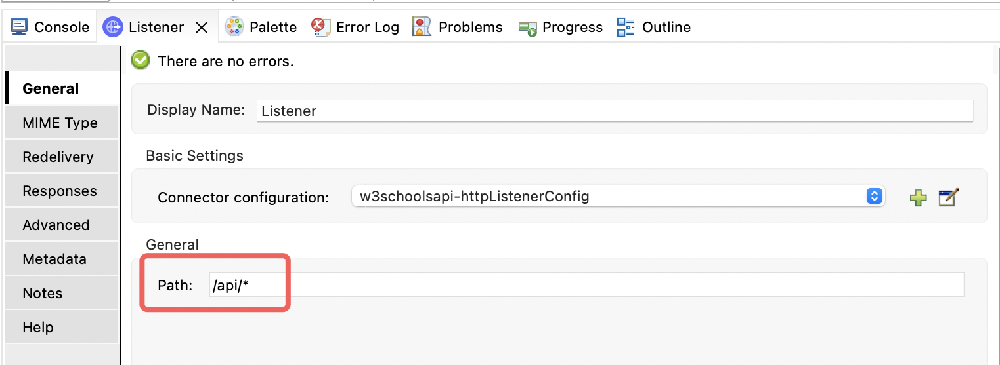 Console Listener Palette Error Log Problems Progress Outline
There are no errors.
General
Display Name: Listener
MIME Type
Redelivery
Basic Settings
Responses
Connector configuration: w3schoolsapi-httpListenerConfig
Advanced
General
Metadata
Path: /api/*
Notes
Help